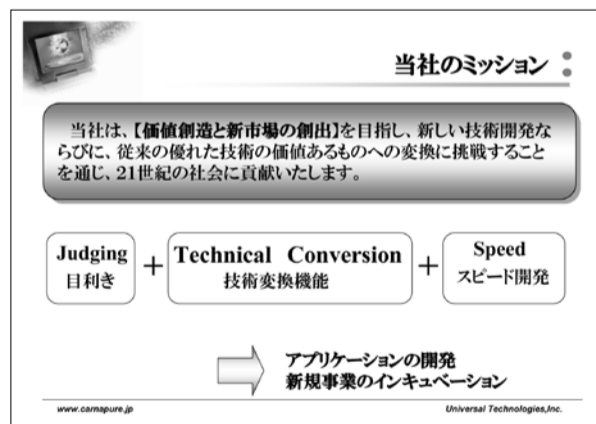 当社のミッション
当社は、【価値創造と新市場の創出】を目指し、新しい技術開発な
らびに、従来の優れた技術の価値あるものへの変換に挑戦すること
を通じ、21世紀の社会に貢献いたします。
Judging + Technical Conversion + Speed
目利き 技術変換機能 スピード開発
アプリケーションの開発
新規事業のインキュベーション
www.carnapure.jp Universal Technologies,Inc.